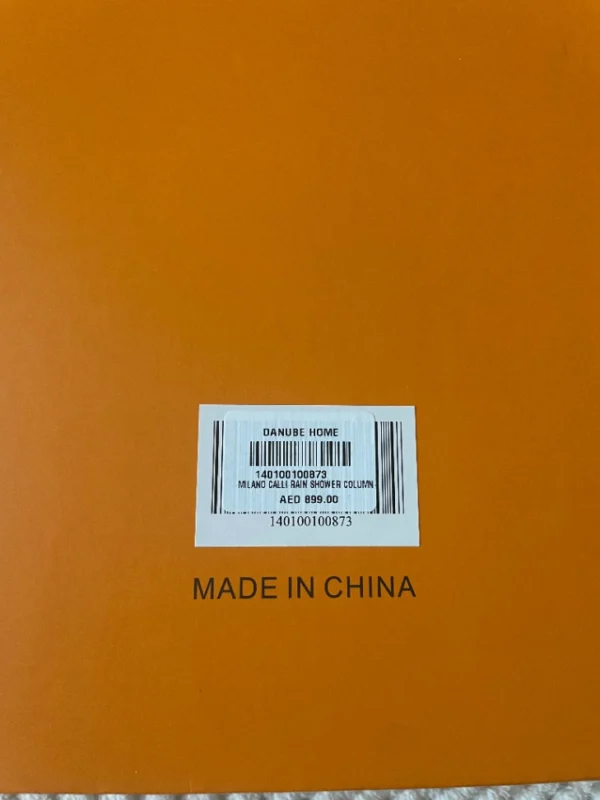 DANUBE HOME
140100100873
MILANO CALLI RAIN SHOWER COLUMN
AED 899.00
140100100873
MADE IN CHINA